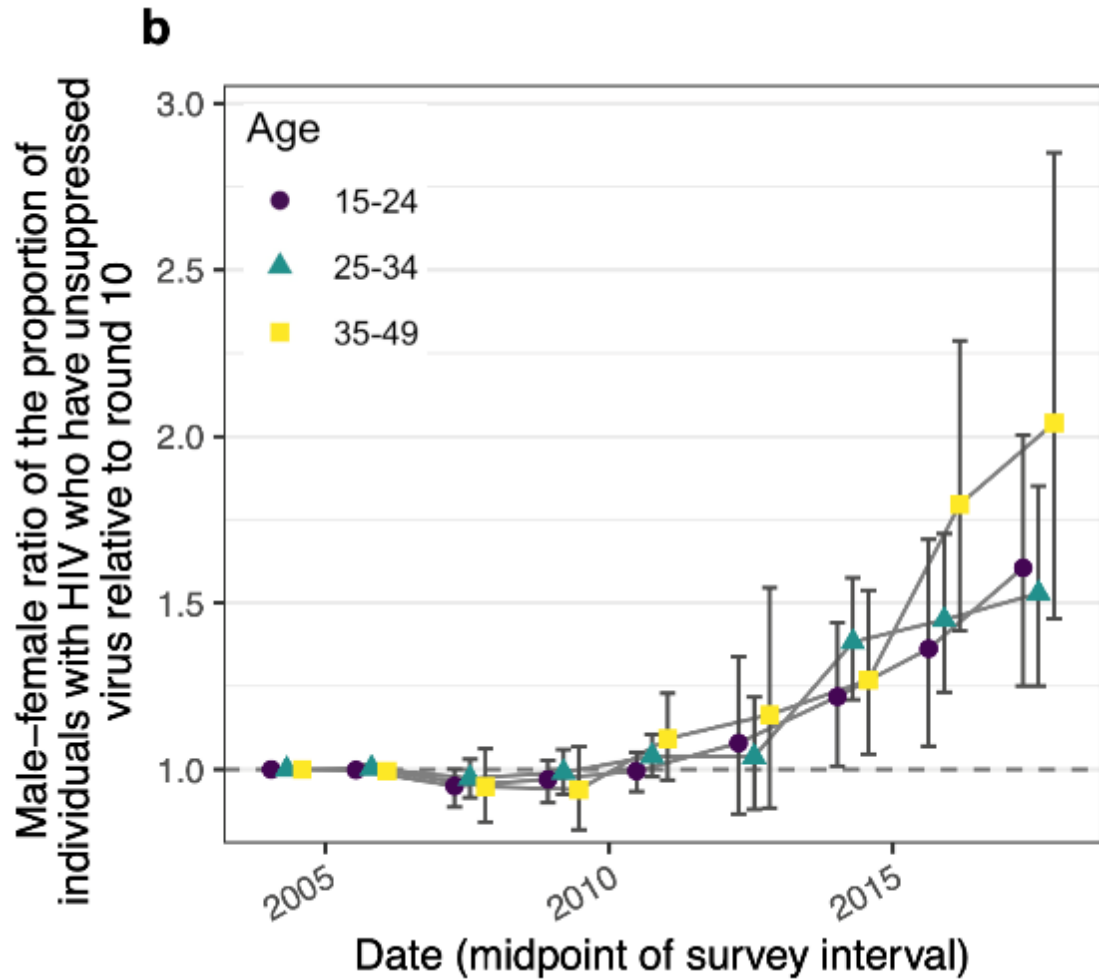 b
Male–female ratio of the proportion of
individuals with HIV who have unsuppressed
virus relative to round 10
3.0
2.5
2.0
1.5
1.0
Age
15-24
25-34
35-49
2005
2010
2015
Date (midpoint of survey interval)